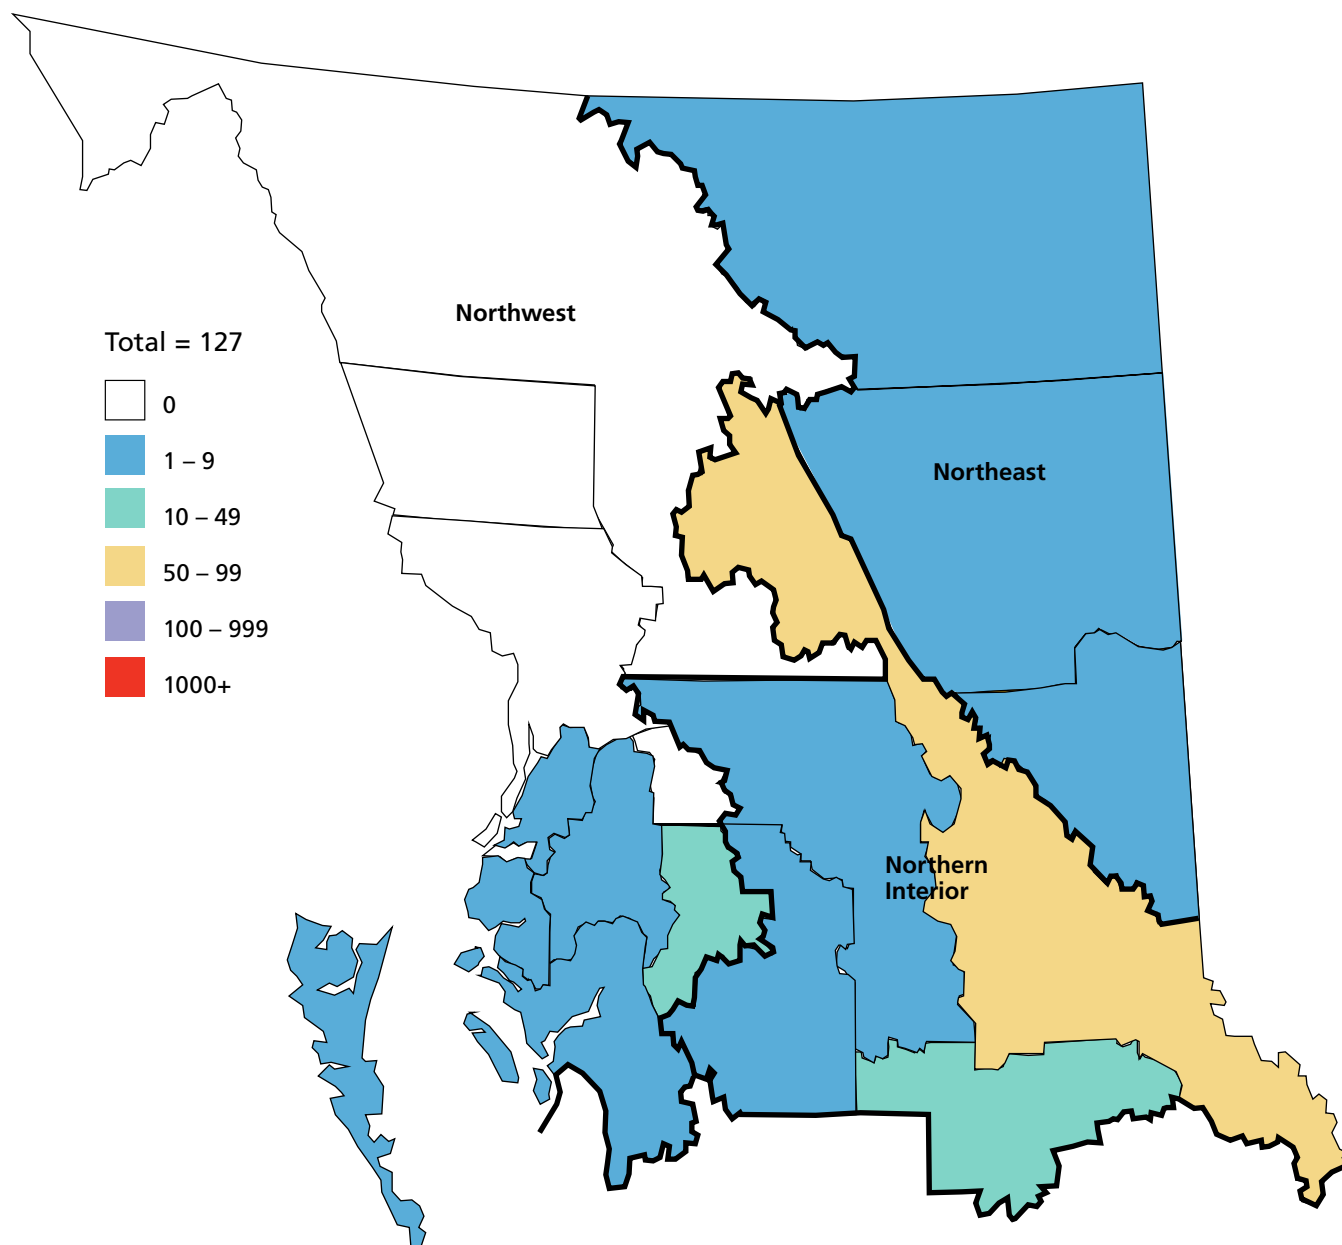 Northwest
Total = 127
0
1 – 9
10 – 49
50 – 99
100 – 999
1000+
Northeast
Northern
Interior